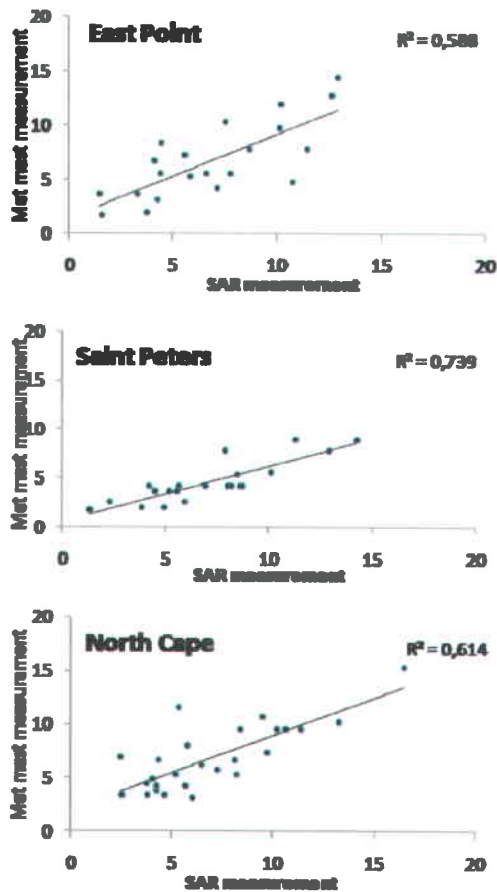 20
East Point
R² = 0,588
15
10
5
0
Met mast measurement
0 5 10 15 20
SAR measurement
20
Saint Peters
R² = 0,739
15
10
5
0
Met mast measurement
0 5 10 15 20
SAR measurement
20
North Cape
R² = 0,614
15
10
5
0
Met mast measurement
0 5 10 15 20
SAR measurement